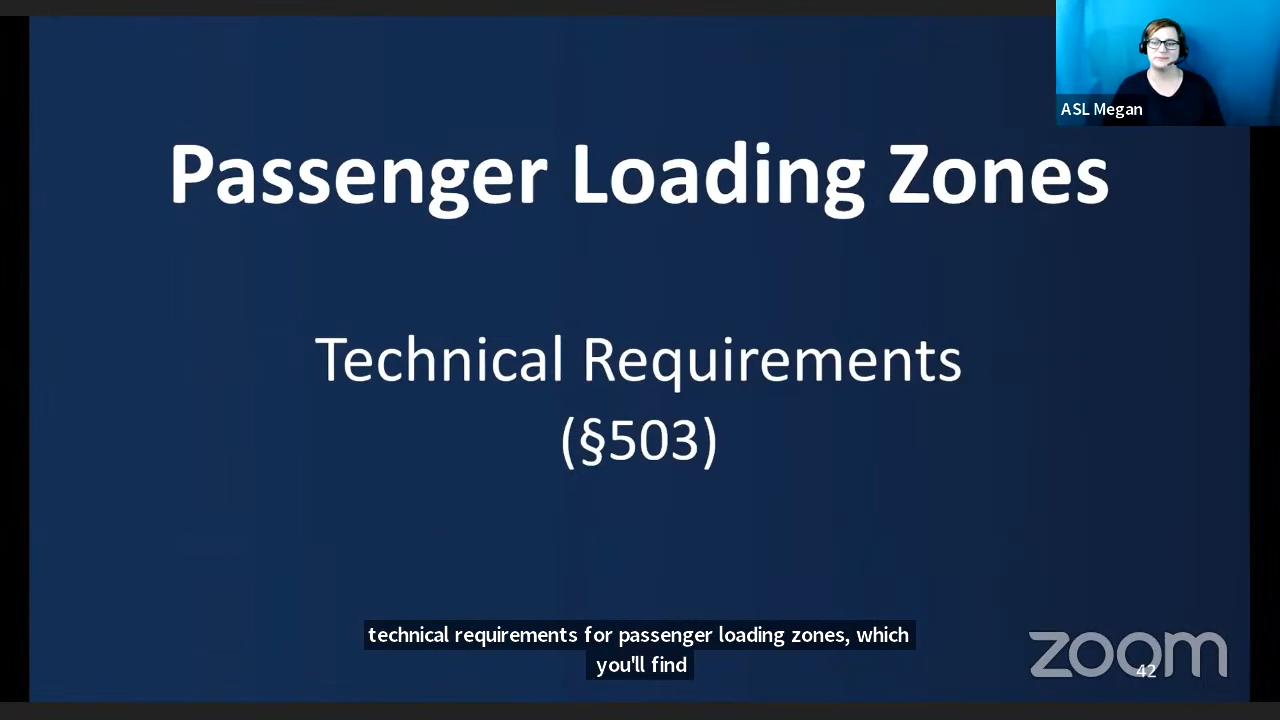 ASL Megan
Passenger Loading Zones
Technical Requirements
(§503)
technical requirements for passenger loading zones, which
you'll find
zoom
42